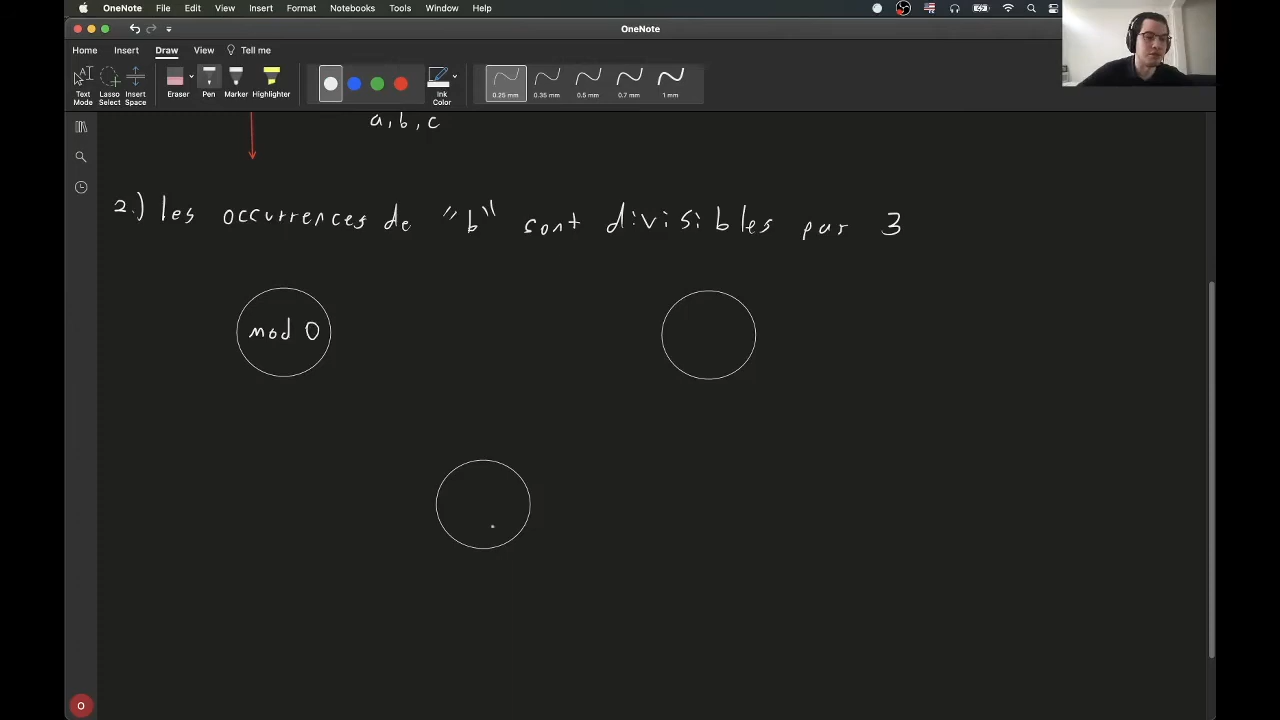 OneNote File Edit View Insert Format Notebooks Tools Window Help
OneNote
Home Insert Draw View Tell me
Text Mode Lasso Select Insert Space Eraser Pen Marker Highlighter Ink Color 0.25 mm 0.35 mm 0.5 mm 0.7 mm 1 mm
a, b, c
2.) les occurrences de "b" sont divisibles par 3
mod 0
O